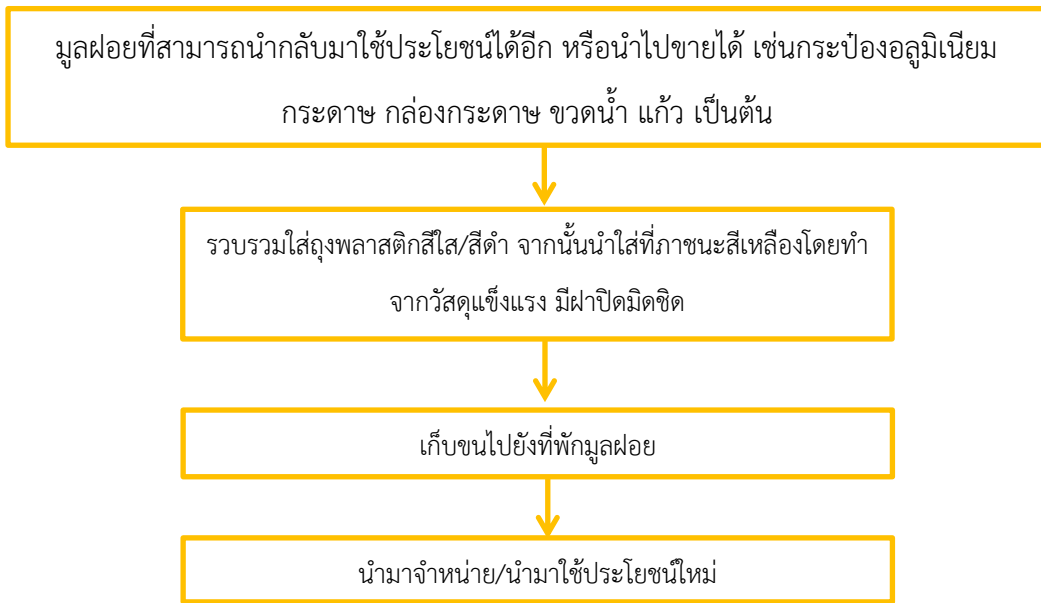 มูลฝอยที่สามารถนำกลับมาใช้ประโยชน์ได้อีก หรือนำไปขายได้ เช่นกระป๋องอลูมิเนียม
กระดาษ กล่องกระดาษ ขวดน้ำ แก้ว เป็นต้น
รวบรวมใส่ถุงพลาสติกสีใส/สีดำ จากนั้นนำใส่ที่ภาชนะสีเหลืองโดยทำ
จากวัสดุแข็งแรง มีฝาปิดมิดชิด
เก็บขนไปยังที่พักมูลฝอย
นำมาจำหน่าย/นำมาใช้ประโยชน์ใหม่